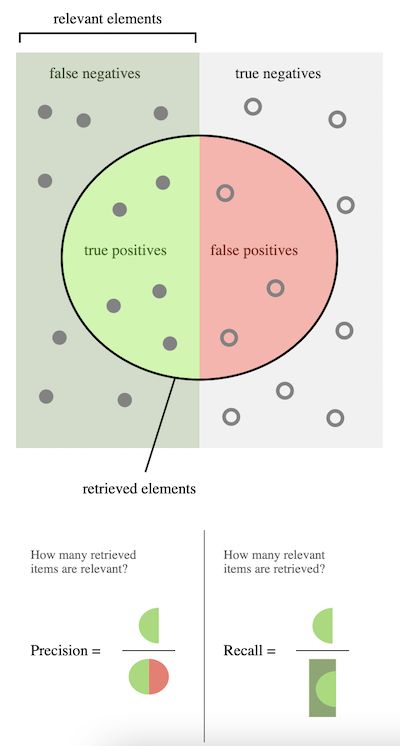 relevant elements
false negatives
true negatives
true positives
false positives
retrieved elements
How many retrieved
items are relevant?
How many relevant
items are retrieved?
Precision =
Recall =